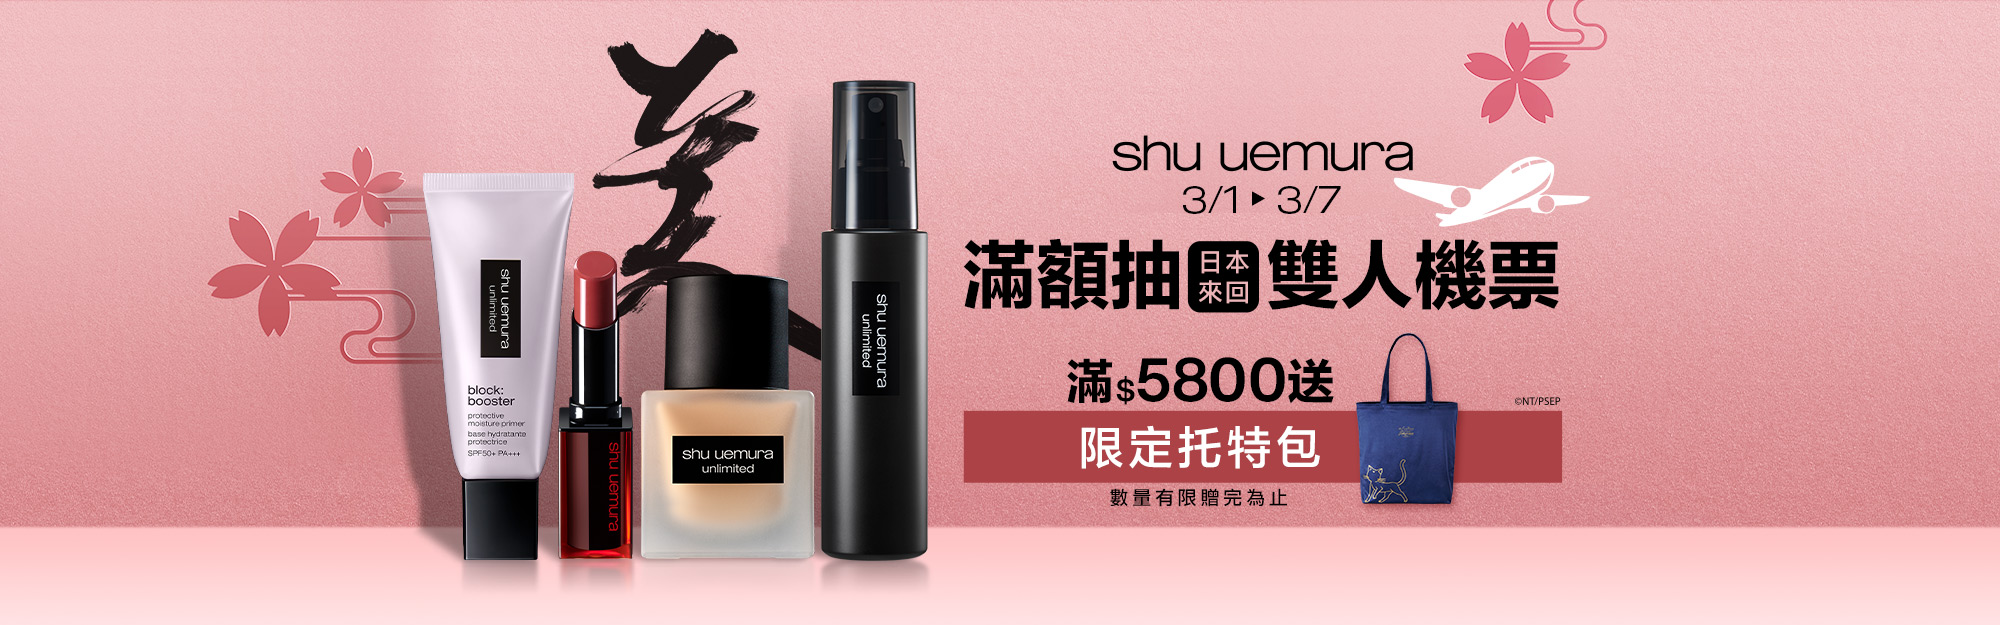 美
shu uemura
unlimited
block:
booster
protective
moisture primer
base hydratante
protectrice
SPF50+ PA+++
shu uemura
shu uemura
unlimited
shu uemura
unlimited
shu uemura
3/1▸3/7
滿額抽日本來回雙人機票
滿$5800送
限定托特包
數量有限贈完為止
©NT/PSEP